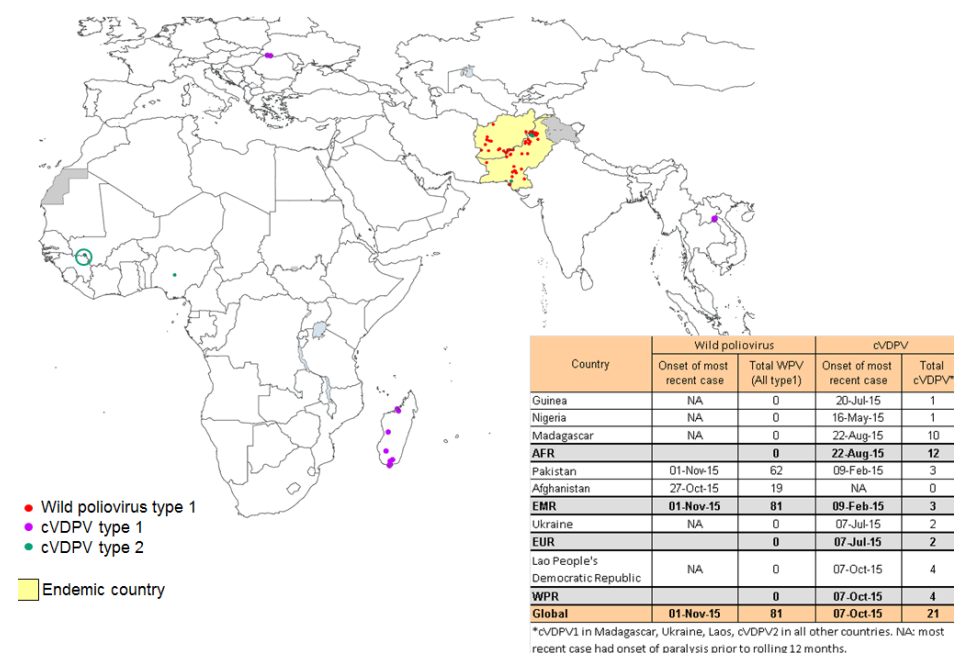 Wild poliovirus type 1
cVDPV type 1
cVDPV type 2
Endemic country
Country
Wild poliovirus
cVDPV
Onset of most recent case
Total WPV (All type1)
Onset of most recent case
Total cVDPV*
Guinea NA 0 20-Jul-15 1
Nigeria NA 0 16-May-15 1
Madagascar NA 0 22-Aug-15 10
AFR 0 22-Aug-15 12
Pakistan 01-Nov-15 62 09-Feb-15 3
Afghanistan 27-Oct-15 19 NA 0
EMR 01-Nov-15 81 09-Feb-15 3
Ukraine NA 0 07-Jul-15 2
EUR 0 07-Jul-15 2
Lao People's
Democratic Republic NA 0 07-Oct-15 4
WPR 0 07-Oct-15 4
Global 01-Nov-15 81 07-Oct-15 21
*cVDPV1 in Madagascar, Ukraine, Laos, cVDPV2 in all other countries. NA: most
recent case had onset of paralysis prior to rolling 12 months.